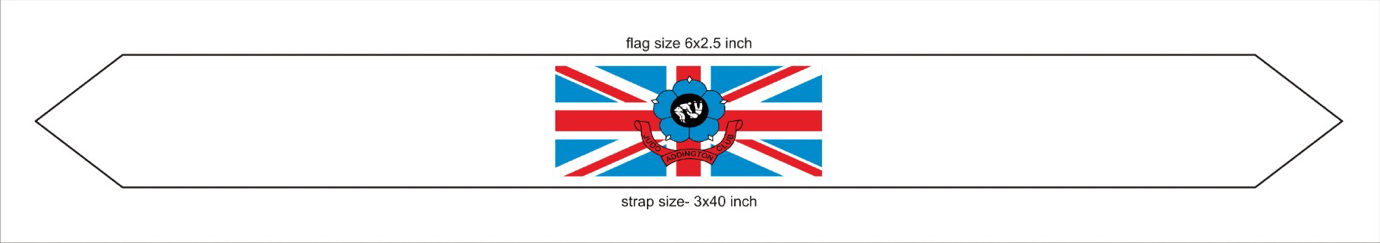 flag size 6x2.5 inch
JUDO ADDINGTON CLUB
strap size- 3x40 inch